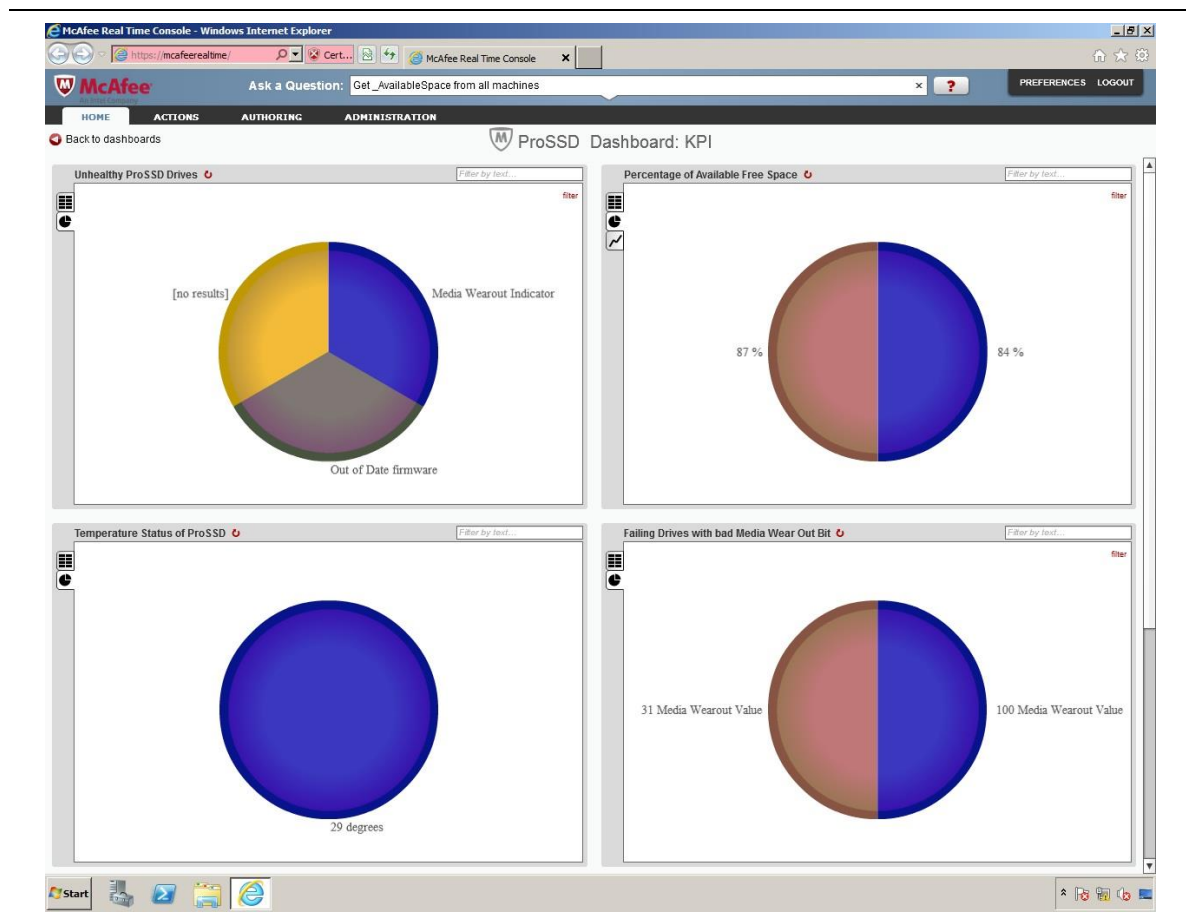 McAfee Real Time Console - Windows Internet Explorer
https://mcafeerealtime/ Cert... McAfee Real Time Console
McAfee Ask a Question: Get _AvailableSpace from all machines ? PREFERENCES LOGOUT
An Intel Company
HOME ACTIONS AUTHORING ADMINISTRATION
Back to dashboards ProSSD Dashboard: KPI
Unhealthy ProSSD Drives Filter by text...
filter
[no results] Media Wearout Indicator
Out of Date firmware
Percentage of Available Free Space Filter by text...
filter
87 % 84 %
Temperature Status of ProSSD Filter by text...
29 degrees
Failing Drives with bad Media Wear Out Bit Filter by text...
filter
31 Media Wearout Value 100 Media Wearout Value
Start